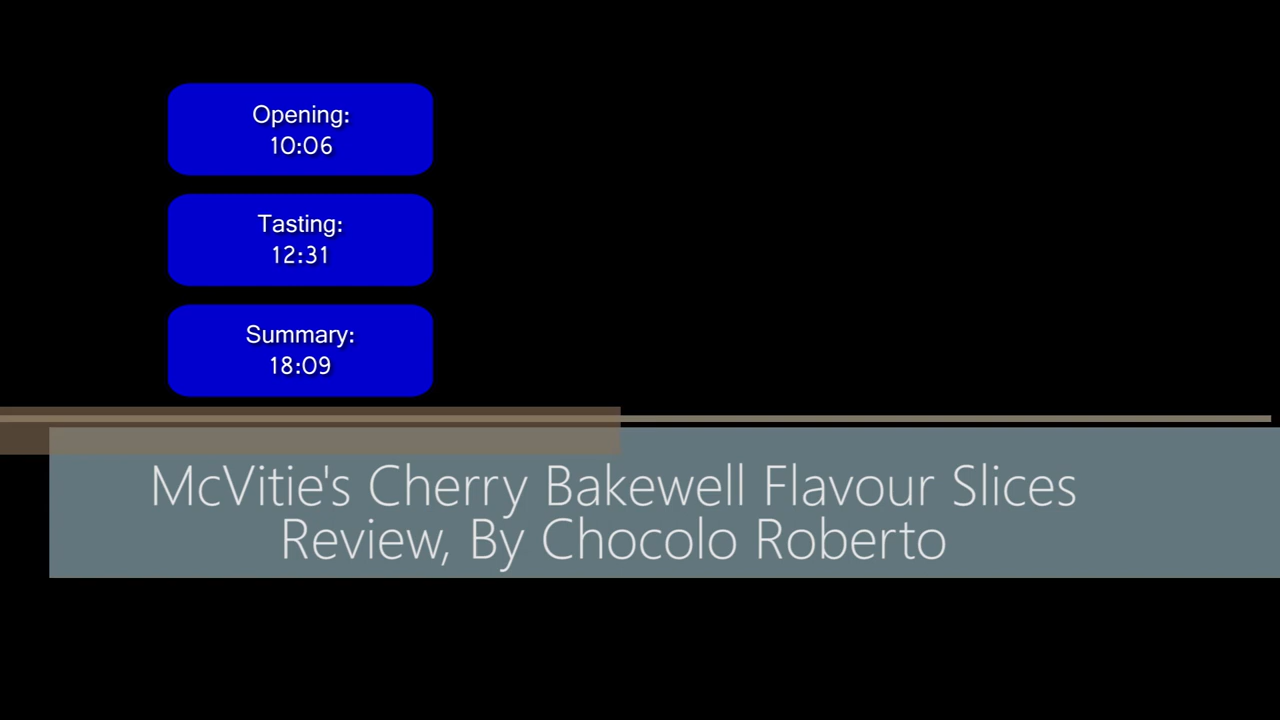 Opening:
10:06
Tasting:
12:31
Summary:
18:09
McVitie's Cherry Bakewell Flavour Slices
Review, By Chocolo Roberto